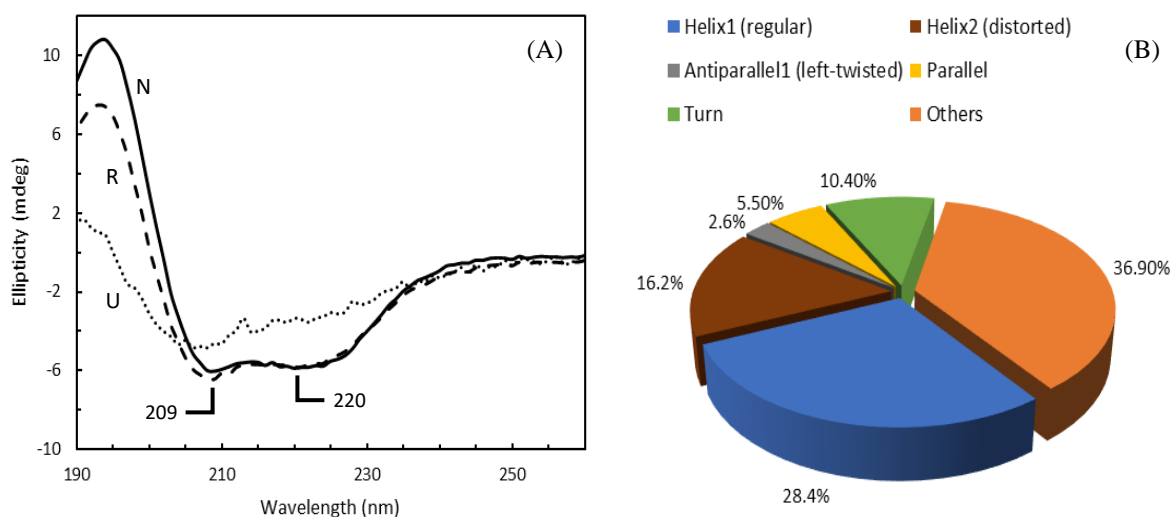 (A)
N
R
U
209
220
10
6
2
-2
-6
-10
190
210
230
250
Ellipticity (mdeg)
Wavelength (nm)
Helix1 (regular)
Helix2 (distorted)
(B)
Antiparallel1 (left-twisted)
Parallel
Turn
Others
10.40%
5.50%
2.6%
36.90%
16.2%
28.4%